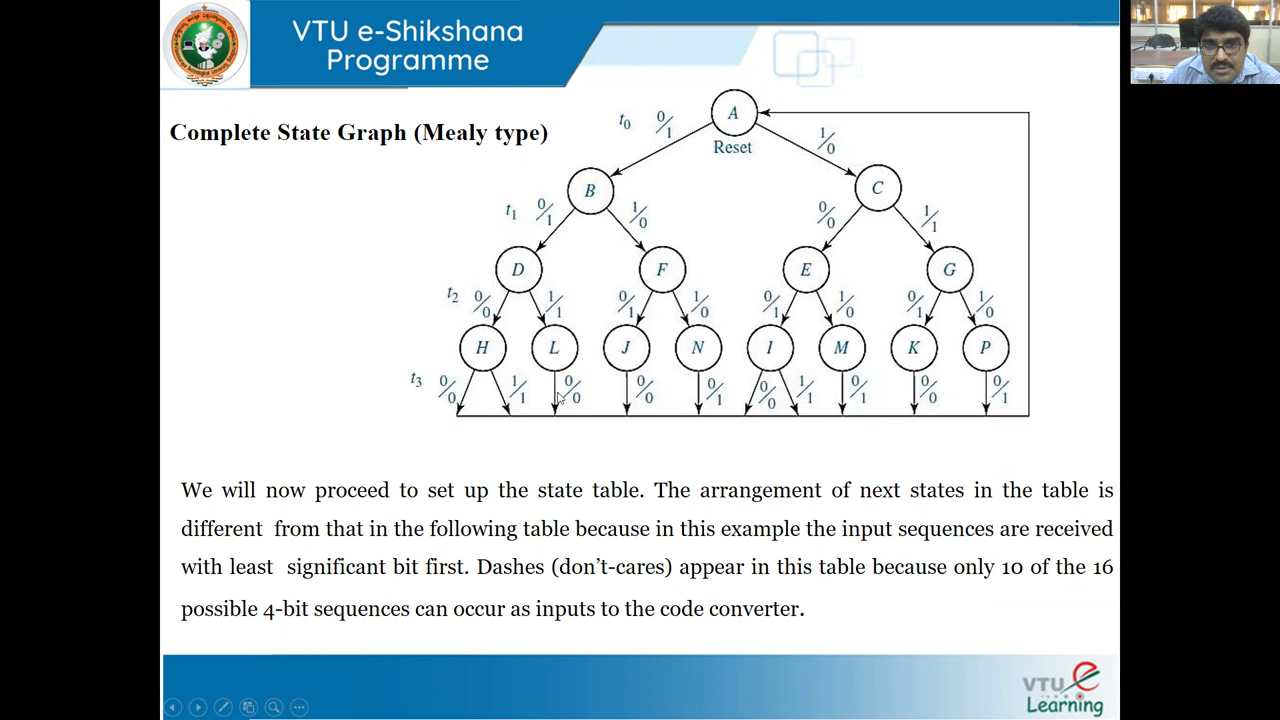 VTU e-Shikshana
Programme
Complete State Graph (Mealy type)
t0 0/1 A 1/0
Reset
B C
t1 0/1 1/0 0/0 1/1
D F E G
t2 0/0 1/1 0/1 1/0 0/1 1/0 0/1 1/0
H L J N I M K P
t3 0/0 1/1 0/0 0/0 0/1 0/0 1/1 0/1 0/0 0/1
We will now proceed to set up the state table. The arrangement of next states in the table is
different from that in the following table because in this example the input sequences are received
with least significant bit first. Dashes (don't-cares) appear in this table because only 10 of the 16
possible 4-bit sequences can occur as inputs to the code converter.
VTU e
Learning